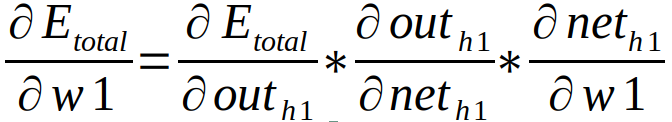 ∂E_total/∂w1 = ∂E_total/∂out_h1 * ∂out_h1/∂net_h1 * ∂net_h1/∂w1